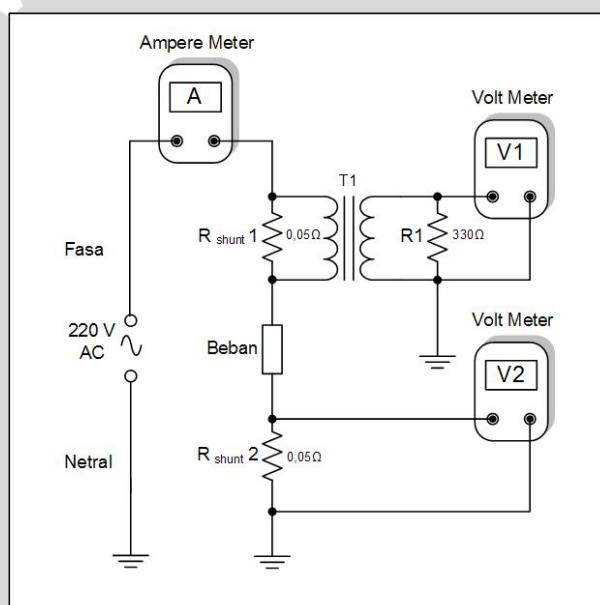 Ampere Meter
A
Volt Meter
V1
T1
R shunt 1 0,05Ω
R1 330Ω
Fasa
220 V
AC
Beban
Volt Meter
V2
R shunt 2 0,05Ω
Netral